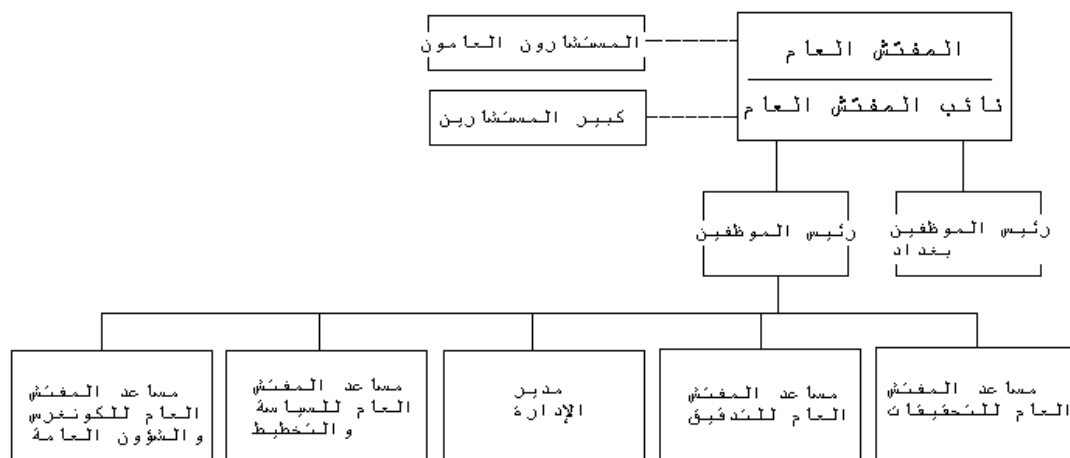 المفتش العام
نائب المفتش العام
المستشارون العامون
كبير المستشارين
رئيس الموظفين
بغداد
رئيس الموظفين
مساعد المفتش
العام للتحقيقات
مساعد المفتش
العام للتدقيق
مدير
الإدارة
مساعد المفتش
العام للسياسة
والتخطيط
مساعد المفتش
العام للكونغرس
والشؤون العامة